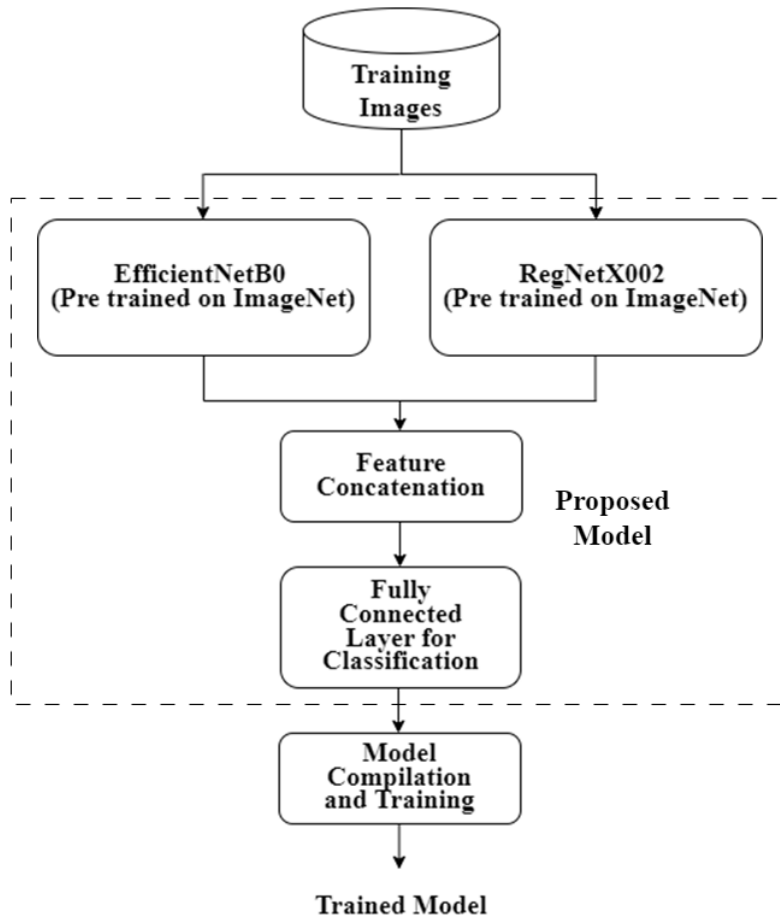 Training
Images
EfficientNetB0
(Pre trained on ImageNet)
RegNetX002
(Pre trained on ImageNet)
Feature
Concatenation
Proposed
Model
Fully
Connected
Layer for
Classification
Model
Compilation
and Training
Trained Model